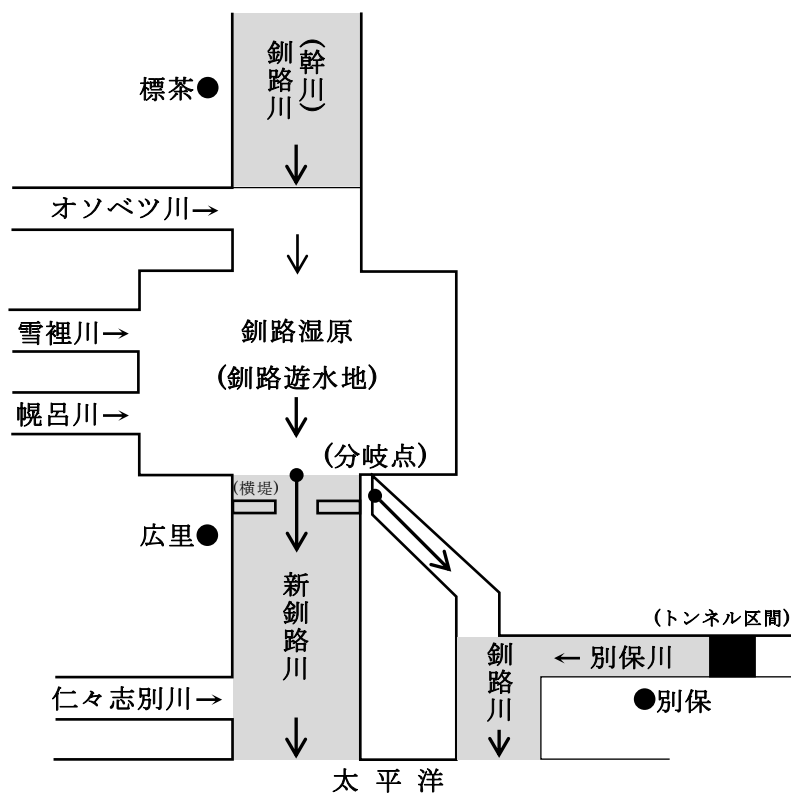 (幹川)
釧路川
標茶
オソベツ川→
雪裡川→
釧路湿原
(釧路遊水地)
幌呂川→
(分岐点)
(横堤)
広里
新釧路川
(トンネル区間)
釧路川
←別保川
仁々志別川→
別保
太平洋